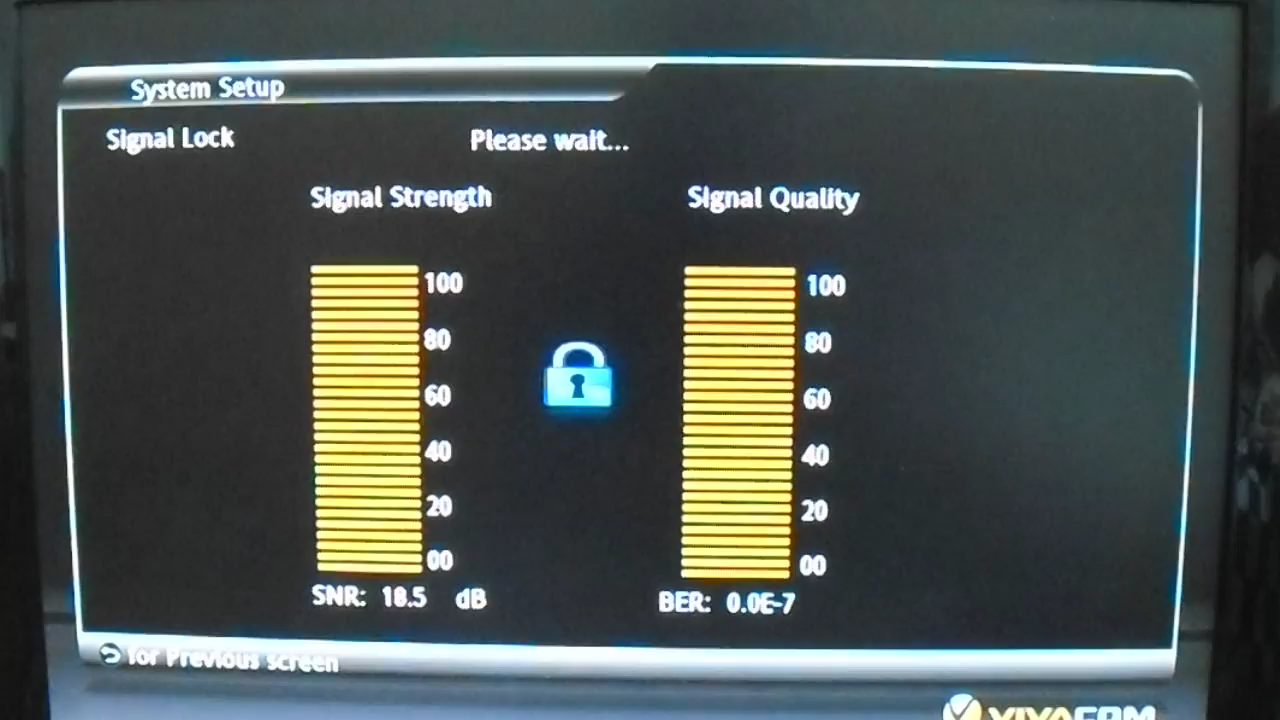 System Setup
Signal Lock Please wait...
Signal Strength Signal Quality
100 100
80 80
60 60
40 40
20 20
00 00
SNR: 18.5 dB BER: 0.0E-7
for Previous screen
VIVACOM